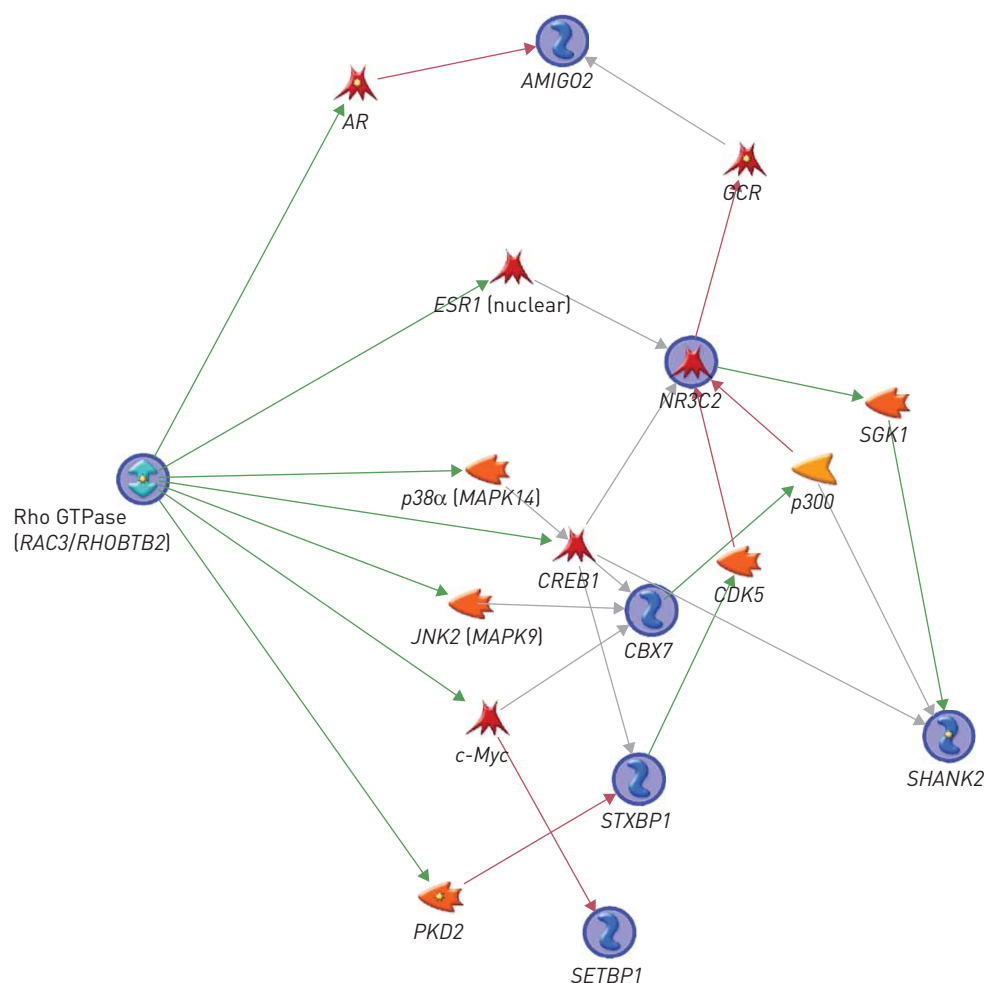 AMIGO2
AR
GCR
ESR1 (nuclear)
NR3C2
SGK1
p38α (MAPK14)
p300
Rho GTPase
(RAC3/RHOBTB2)
CREB1
CDK5
JNK2 (MAPK9)
CBX7
c-Myc
SHANK2
STXBP1
PKD2
SETBP1